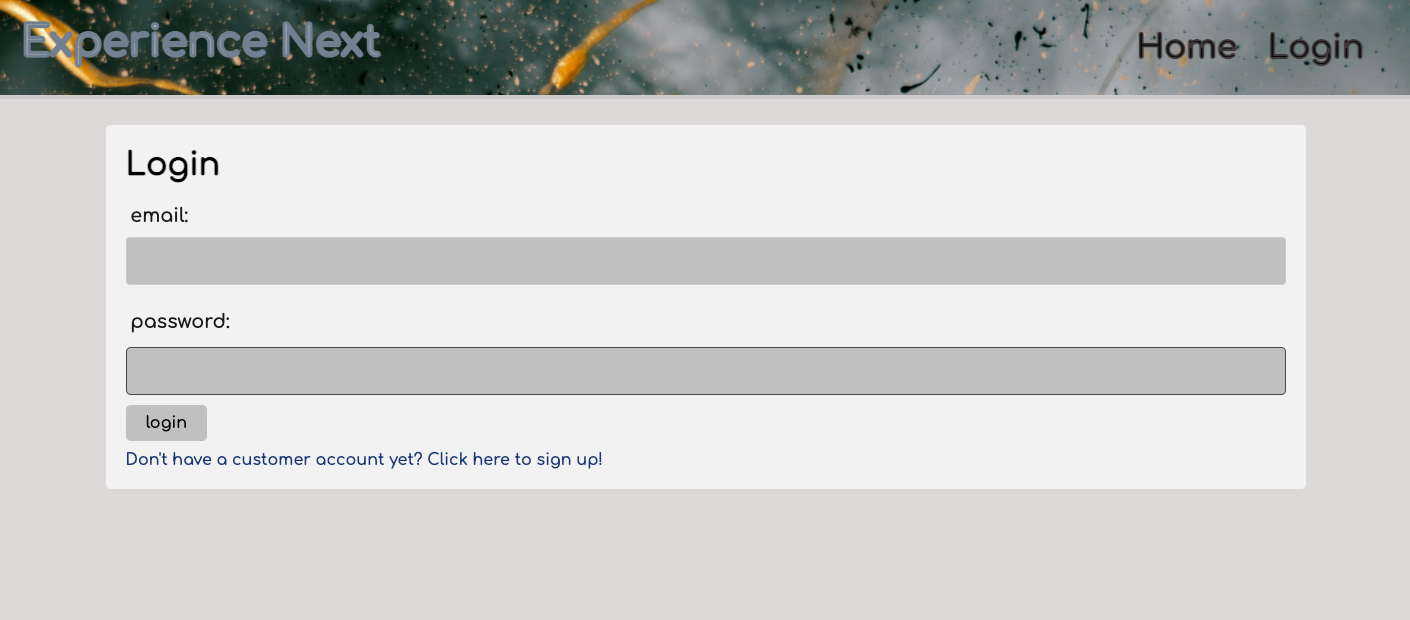 Experience Next
Home Login
Login
email:
password:
login
Don't have a customer account yet? Click here to sign up!